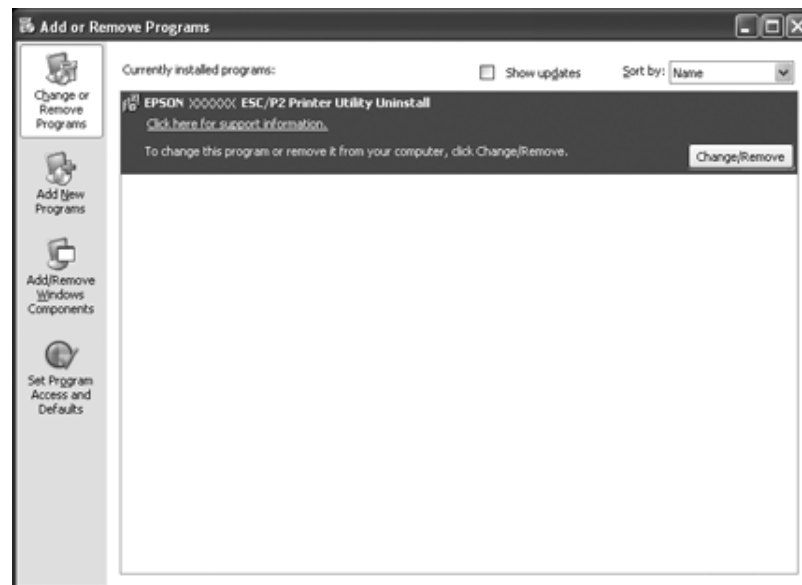 Add or Remove Programs
Change or
Remove
Programs
Currently installed programs:
Show updates
Sort by: Name
EPSON XXXXXX ESC/P2 Printer Utility Uninstall
Click here for support information.
To change this program or remove it from your computer, click Change/Remove.
Change/Remove
Add New
Programs
Add/Remove
Windows
Components
Set Program
Access and
Defaults